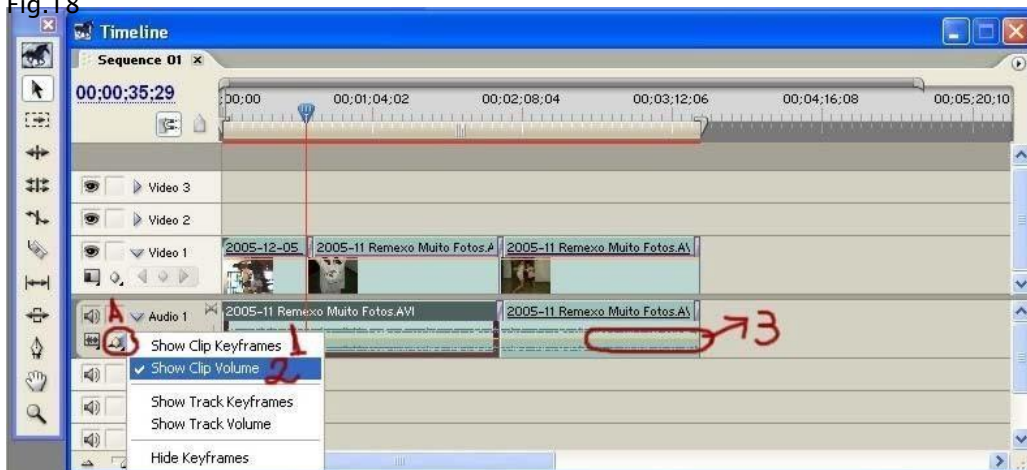 Fig.18
Timeline
Sequence 01 x
00;00;35;29
;00;00 00;01;04;02 00;02;08;04 00;03;12;06 00;04;16;08 00;05;20;10
Video 3
Video 2
Video 1
2005-12-05 2005-11 Remexo Muito Fotos.A 2005-11 Remexo Muito Fotos.A\
A
Audio 1
2005-11 Remexo Muito Fotos.AVI 2005-11 Remexo Muito Fotos.A\
3
Show Clip Keyframes 1
Show Clip Volume 2
Show Track Keyframes
Show Track Volume
Hide Keyframes